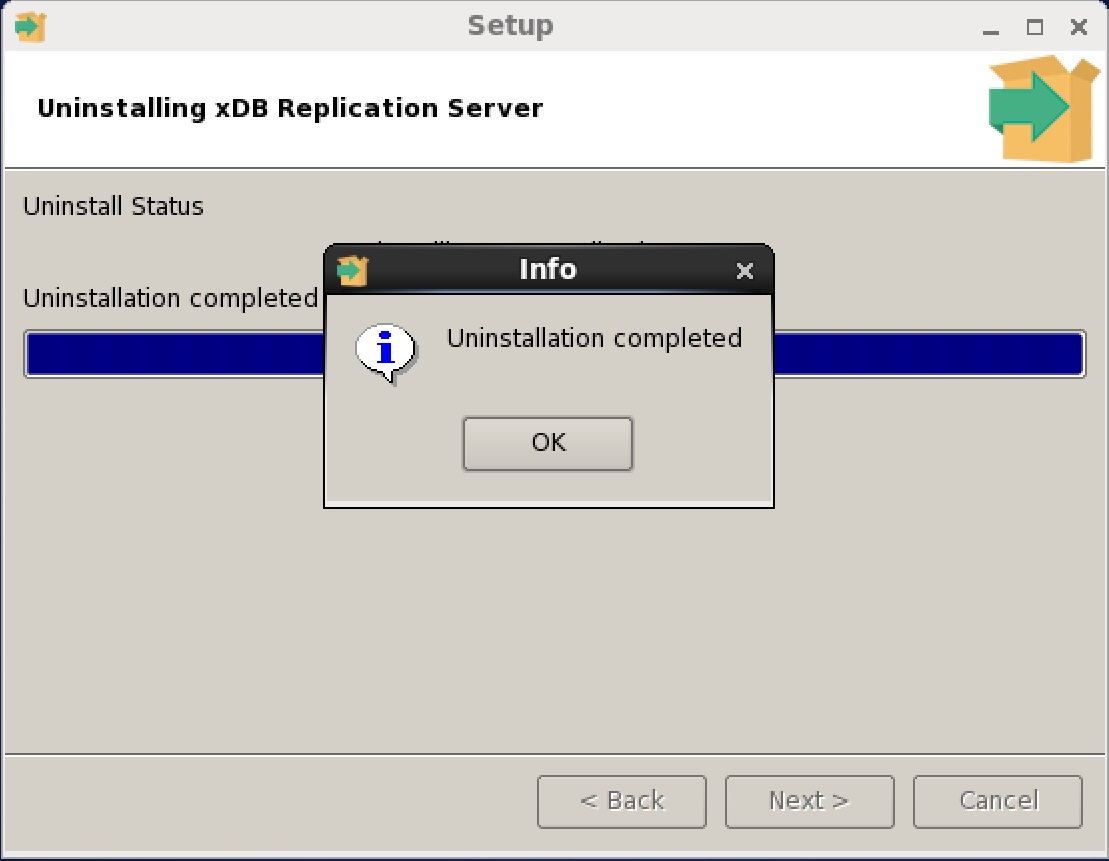 Setup
Uninstalling xDB Replication Server
Uninstall Status
Uninstallation completed
Info
Uninstallation completed
OK
< Back
Next >
Cancel